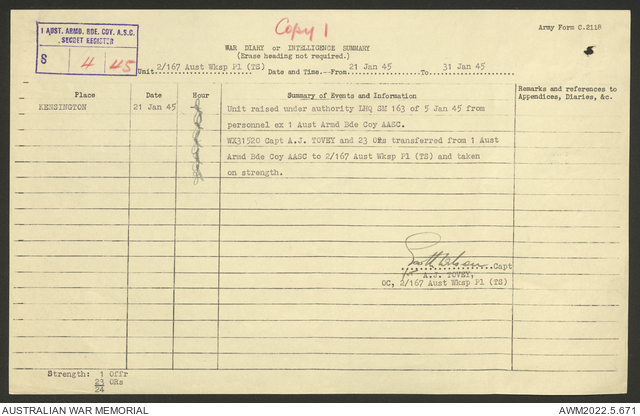 Copy 1
1 AUST. ARMD. BDE. COY. A.S.C.
SECRET REGISTER
S 4 45
Army Form C.2118
WAR DIARY or INTELLIGENCE SUMMARY
(Erase heading not required.)
Unit 2/167 Aust Wksp Pl (TS) Date and Time—From 21 Jan 45 To 31 Jan 45
Place Date Hour Summary of Events and Information Remarks and references to Appendices, Diaries, &c.
KENSINGTON 21 Jan 45 Unit raised under authority LHQ SM 163 of 5 Jan 45 from
personnel ex 1 Aust Armd Bde Coy AASC.
WX31520 Capt A.J. TOVEY and 23 ORs transferred from 1 Aust
Armd Bde Coy AASC to 2/167 Aust Wksp Pl (TS) and taken
on strength.
Capt
for A.J. TOVEY,
OC, 2/167 Aust Wksp Pl (TS)
Strength: 1 Offr
23 ORs
24
AUSTRALIAN WAR MEMORIAL AWM2022.5.671